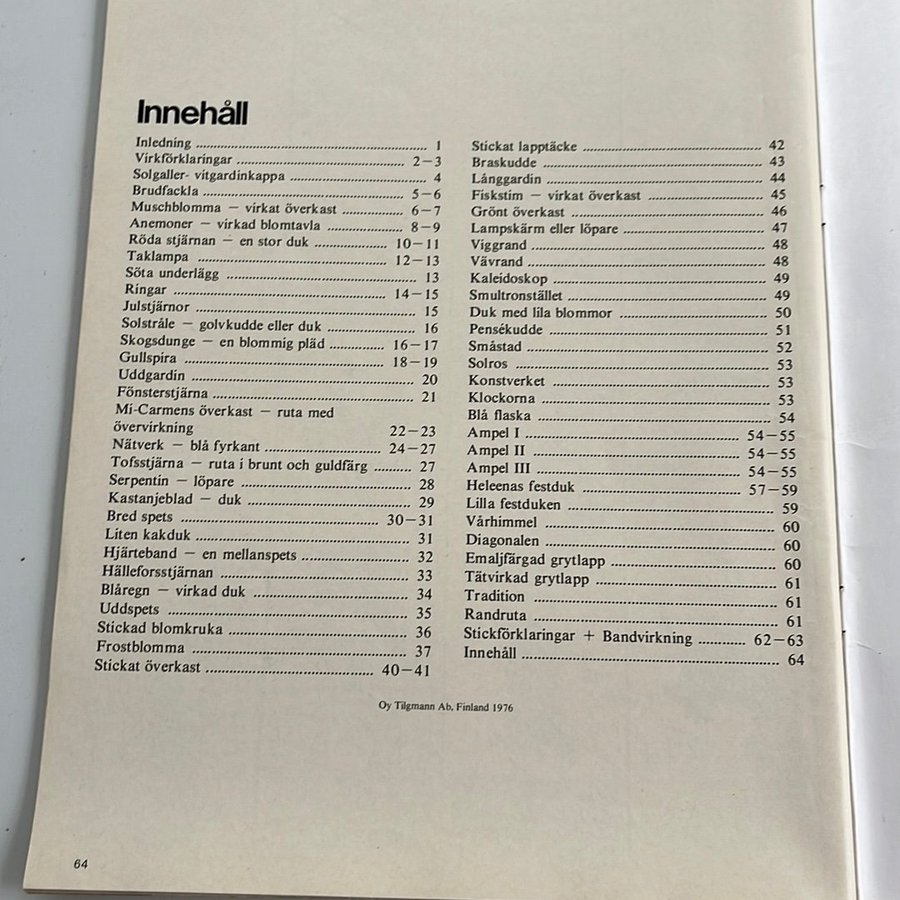 Innehåll
Inledning ............ 1
Virkförklaringar ............ 2—3
Solgaller- vitgardinkappa ............ 4
Brudfackla ............ 5—6
Muschblomma — virkat överkast ............ 6—7
Anemoner — virkad blomtavla ............ 8—9
Röda stjärnan — en stor duk ............ 10—11
Taklampa ............ 12—13
Söta underlägg ............ 13
Ringar ............ 14—15
Julstjärnor ............ 15
Solstråle — golvkudde eller duk ............ 16
Skogsdunge — en blommig pläd ............ 16—17
Gullspira ............ 18—19
Uddgardin ............ 20
Fönsterstjärna ............ 21
Mi-Carmens överkast — ruta med
övervirkning 22—23
Nätverk — blå fyrkant ............ 24—27
Tofsstjärna — ruta i brunt och guldfärg ......... 27
Serpentin — löpare ............ 28
Kastanjeblad — duk ............ 29
Bred spets ............ 30—31
Liten kakduk ............ 31
Hjärteband — en mellanspets ............ 32
Hälleforsstjärnan ............ 33
Blåregn — virkad duk ............ 34
Uddspets ............ 35
Stickad blomkruka ............ 36
Frostblomma ............ 37
Stickat överkast ............ 40—41
Stickat lapptäcke ............ 42
Braskudde ............ 43
Långgardin ............ 44
Fiskstim — virkat överkast ............ 45
Grönt överkast ............ 46
Lampskärm eller löpare ............ 47
Viggrand ............ 48
Vävrand ............ 48
Kaleidoskop ............ 49
Smultronstället ............ 49
Duk med lila blommor ............ 50
Pensékudde ............ 51
Småstad ............ 52
Solros ............ 53
Konstverket ............ 53
Klockorna ............ 53
Blå flaska ............ 54
Ampel I ............ 54—55
Ampel II ............ 54—55
Ampel III ............ 54—55
Heleenas festduk ............ 57—59
Lilla festduken ............ 59
Vårhimmel ............ 60
Diagonalen ............ 60
Emaljfärgad grytlapp ............ 60
Tätvirkad grytlapp ............ 61
Tradition ............ 61
Randruta ............ 61
Stickförklaringar + Bandvirkning ............ 62—63
Innehåll ............ 64
Oy Tilgmann Ab, Finland 1976
64